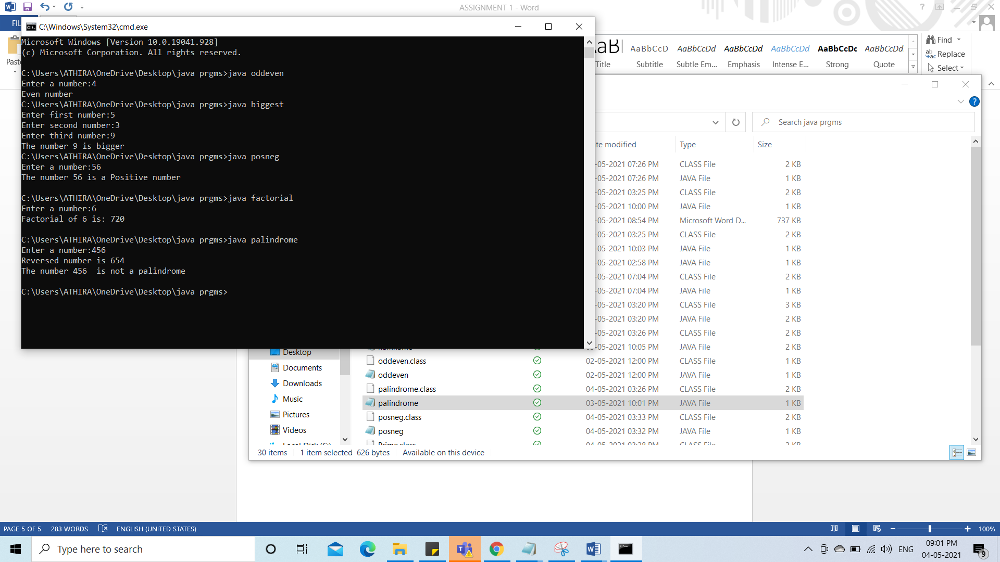 ASSIGNMENT 1 - Word
?
FIL
C:\Windows\System32\cmd.exe
Microsoft Windows [Version 10.0.19041.928]
(c) Microsoft Corporation. All rights reserved.
C:\Users\ATHIRA\OneDrive\Desktop\java prgms>java oddeven
Enter a number:4
Even number
C:\Users\ATHIRA\OneDrive\Desktop\java prgms>java biggest
Enter first number:5
Enter second number:3
Enter third number:9
The number 9 is bigger
C:\Users\ATHIRA\OneDrive\Desktop\java prgms>java posneg
Enter a number:56
The number 56 is a Positive number
C:\Users\ATHIRA\OneDrive\Desktop\java prgms>java factorial
Enter a number:6
Factorial of 6 is: 720
C:\Users\ATHIRA\OneDrive\Desktop\java prgms>java palindrome
Enter a number:456
Reversed number is 654
The number 456  is not a palindrome
C:\Users\ATHIRA\OneDrive\Desktop\java prgms>
Paste
AaBl AaBbCcD AaBbCcDd AaBbCcDd AaBbCcDd AaBbCcDc AaBbCcDd
Title Subtitle Subtle Em... Emphasis Intense E... Strong Quote
Find
Replace
Select
Search java prgms
te modified Type Size
-05-2021 07:26 PM CLASS File 2 KB
-05-2021 07:26 PM JAVA File 1 KB
-05-2021 03:25 PM CLASS File 2 KB
-05-2021 10:00 PM JAVA File 1 KB
-05-2021 08:54 PM Microsoft Word D... 737 KB
-05-2021 03:25 PM CLASS File 2 KB
-05-2021 10:03 PM JAVA File 1 KB
-05-2021 02:58 PM JAVA File 1 KB
-05-2021 07:04 PM CLASS File 2 KB
-05-2021 07:04 PM JAVA File 1 KB
-05-2021 03:20 PM CLASS File 3 KB
-05-2021 03:20 PM JAVA File 2 KB
-05-2021 03:26 PM CLASS File 2 KB
-05-2021 10:05 PM JAVA File 2 KB
oddeven.class 02-05-2021 12:00 PM CLASS File 1 KB
oddeven 02-05-2021 12:00 PM JAVA File 1 KB
palindrome.class 04-05-2021 03:26 PM CLASS File 2 KB
palindrome 03-05-2021 10:01 PM JAVA File 1 KB
posneg.class 04-05-2021 03:33 PM CLASS File 2 KB
posneg 04-05-2021 03:32 PM JAVA File 1 KB
Prime.class 04-05-2021 03:28 PM CLASS File 2 KB
Desktop
Documents
Downloads
Music
Pictures
Videos
Local Disk (C:)
30 items 1 item selected 626 bytes Available on this device
PAGE 5 OF 5 283 WORDS ENGLISH (UNITED STATES) 100%
Type here to search
ENG
09:01 PM
04-05-2021
9